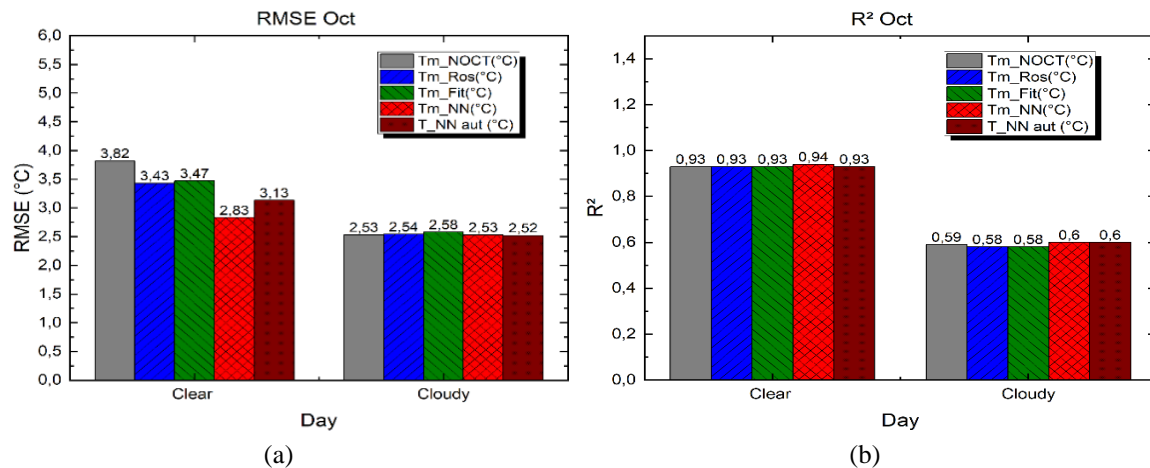 RMSE Oct
6,0
5,5
5,0
4,5
4,0
3,5
3,0
2,5
2,0
1,5
1,0
0,5
0,0
RMSE (°C)
Tm_NOCT(°C)
Tm_Ros(°C)
Tm_Fit(°C)
Tm_NN(°C)
T_NN aut (°C)
3,82
3,43
3,47
2,83
3,13
2,53
2,54
2,58
2,53
2,52
Clear
Cloudy
Day
(a)
R² Oct
1,4
1,2
1,0
0,8
0,6
0,4
0,2
0,0
R²
Tm_NOCT(°C)
Tm_Ros(°C)
Tm_Fit(°C)
Tm_NN(°C)
T_NN aut (°C)
0,93
0,93
0,93
0,94
0,93
0,59
0,58
0,58
0,6
0,6
Clear
Cloudy
Day
(b)